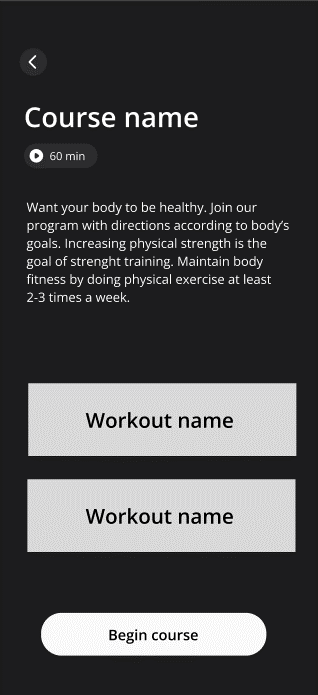 Course name
60 min
Want your body to be healthy. Join our
program with directions according to body’s
goals. Increasing physical strength is the
goal of strenght training. Maintain body
fitness by doing physical exercise at least
2-3 times a week.
Workout name
Workout name
Begin course